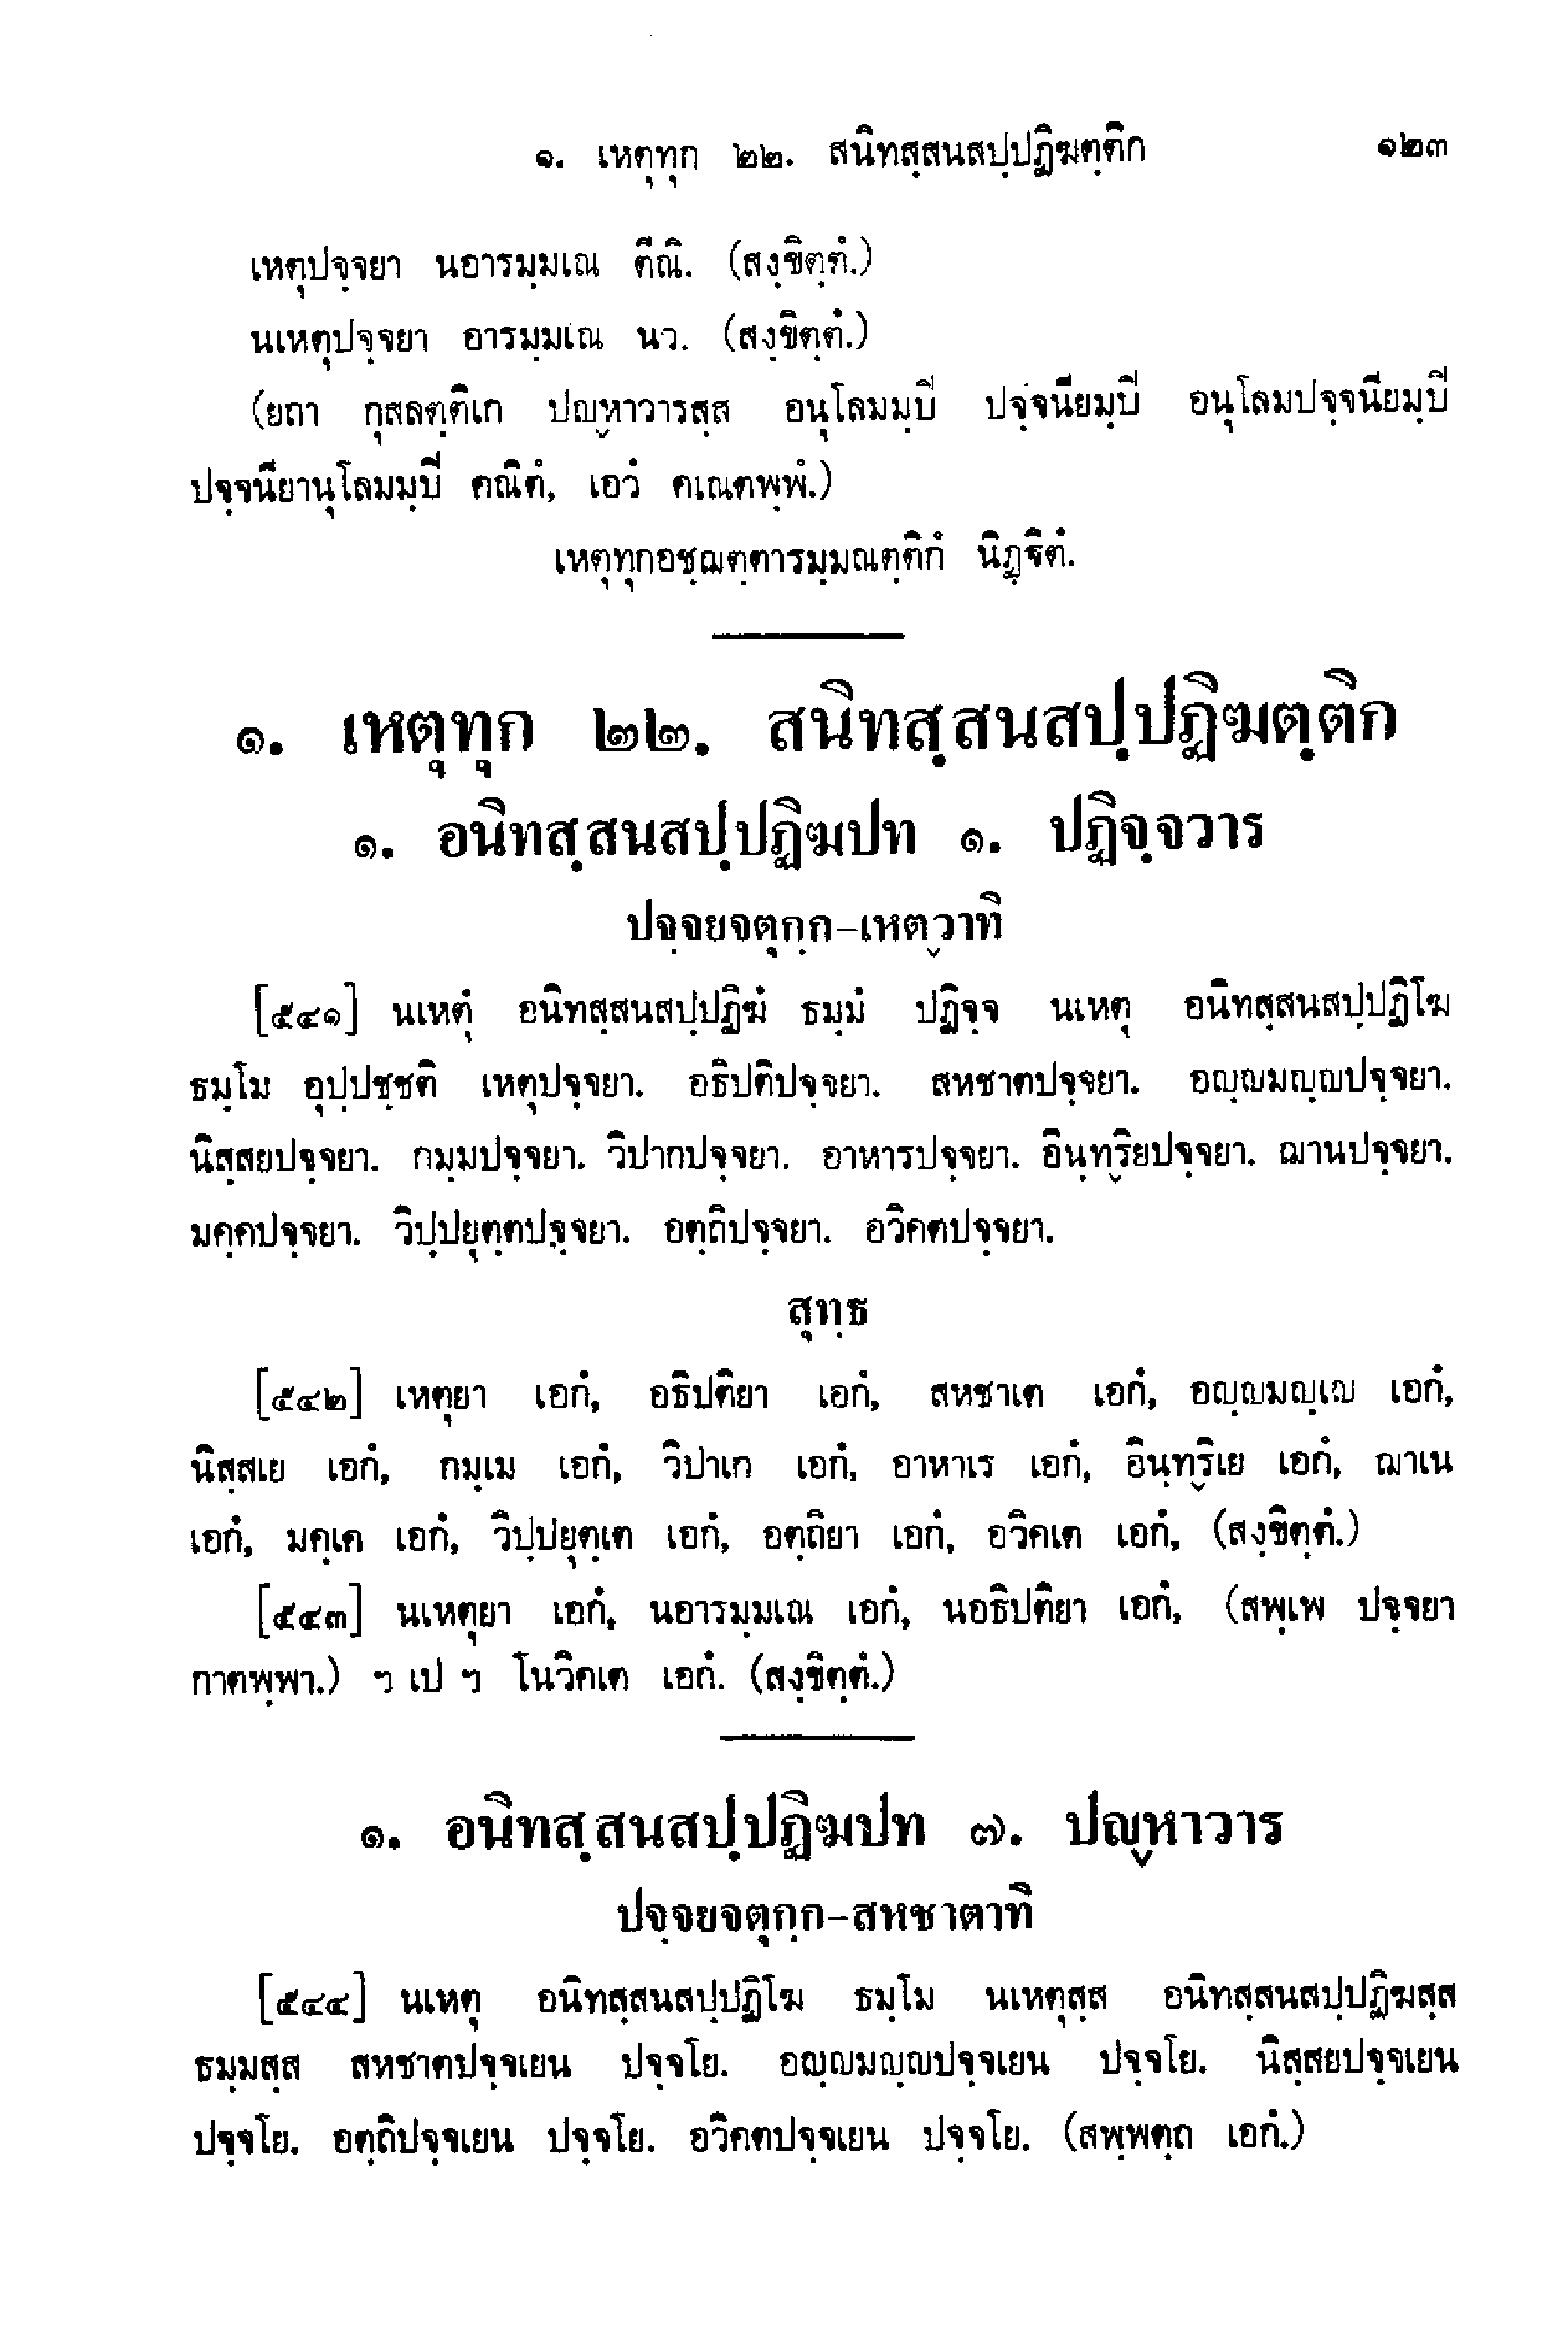 ๑. เหตุทุก ๒๒. สนิทสฺสนสปฺปฏิฆตฺติก ๑๒๓
เหตุปจฺจยา นอารมฺมเณ ตีณิ. (สงฺขิตฺตํ.)
นเหตุปจฺจยา อารมฺมเณ นว. (สงฺขิตฺตํ.)
(ยถา กุสลตฺติเก ปญฺหาวารสฺส อนุโลมมฺปิ ปจฺจนียมฺปิ อนุโลมปจฺจนียมฺปิ
ปจฺจนียานุโลมมฺปิ คณิตํ, เอวํ คเณตพฺพํ.)
เหตุทุกอชฺฌตฺตารมฺมณตฺติกํ นิฏฺฐิตํ.
๑. เหตุทุก ๒๒. สนิทสฺสนสปฺปฏิฆตฺติก
๑. อนิทสฺสนสปฺปฏิฆปท ๑. ปฏิจฺจวาร
ปจฺจยจตุกฺก-เหตฺวาทิ
[๕๔๑] นเหตุํ อนิทสฺสนสปฺปฏิฆํ ธมฺมํ ปฏิจฺจ นเหตุ อนิทสฺสนสปฺปฏิโฆ
ธมฺโม อุปฺปชฺชติ เหตุปจฺจยา. อธิปติปจฺจยา. สหชาตปจฺจยา. อญฺญมญฺญปจฺจยา.
นิสฺสยปจฺจยา. กมฺมปจฺจยา. วิปากปจฺจยา. อาหารปจฺจยา. อินฺทฺริยปจฺจยา. ฌานปจฺจยา.
มคฺคปจฺจยา. วิปฺปยุตฺตปจฺจยา. อตฺถิปจฺจยา. อวิคตปจฺจยา.
สุทฺธ
[๕๔๒] เหตุยา เอกํ, อธิปติยา เอกํ, สหชาเต เอกํ, อญฺญมญฺเญ เอกํ,
นิสฺสเย เอกํ, กมฺเม เอกํ, วิปาเก เอกํ, อาหาเร เอกํ, อินฺทฺริเย เอกํ, ฌาเน
เอกํ, มคฺเค เอกํ, วิปฺปยุตฺเต เอกํ, อตฺถิยา เอกํ, อวิคเต เอกํ, (สงฺขิตฺตํ.)
[๕๔๓] นเหตุยา เอกํ, นอารมฺมเณ เอกํ, นอธิปติยา เอกํ, (สพฺเพ ปจฺจยา
กาตพฺพา.) ฯ เป ฯ โนวิคเต เอกํ. (สงฺขิตฺตํ.)
๑. อนิทสฺสนสปฺปฏิฆปท ๗. ปญฺหาวาร
ปจฺจยจตุกฺก-สหชาตาทิ
[๕๔๔] นเหตุ อนิทสฺสนสปฺปฏิโฆ ธมฺโม นเหตุสฺส อนิทสฺสนสปฺปฏิฆสฺส
ธมฺมสฺส สหชาตปจฺจเยน ปจฺจโย. อญฺญมญฺญปจฺจเยน ปจฺจโย. นิสฺสยปจฺจเยน
ปจฺจโย. อตฺถิปจฺจเยน ปจฺจโย. อวิคตปจฺจเยน ปจฺจโย. (สพฺพตฺถ เอกํ.)